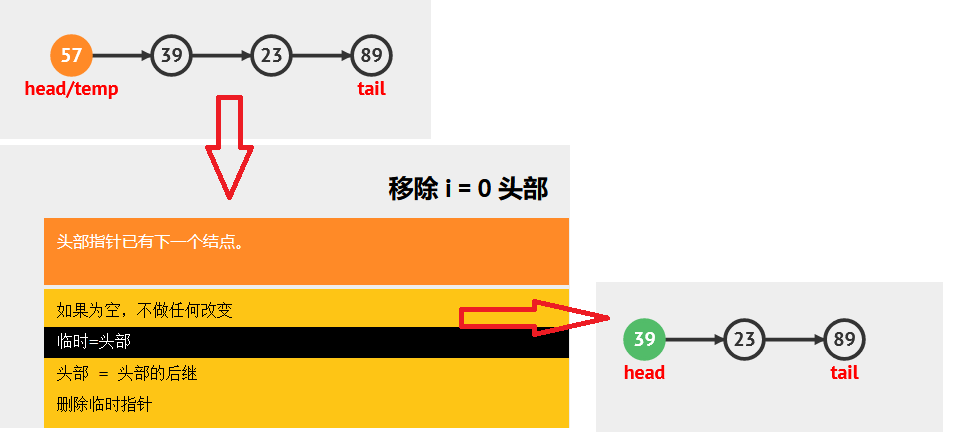 57 39 23 89
head/temp tail
移除 i = 0 头部
头部指针已有下一个结点。
如果为空，不做任何改变
临时=头部
头部 = 头部的后继
删除临时指针
39 23 89
head tail